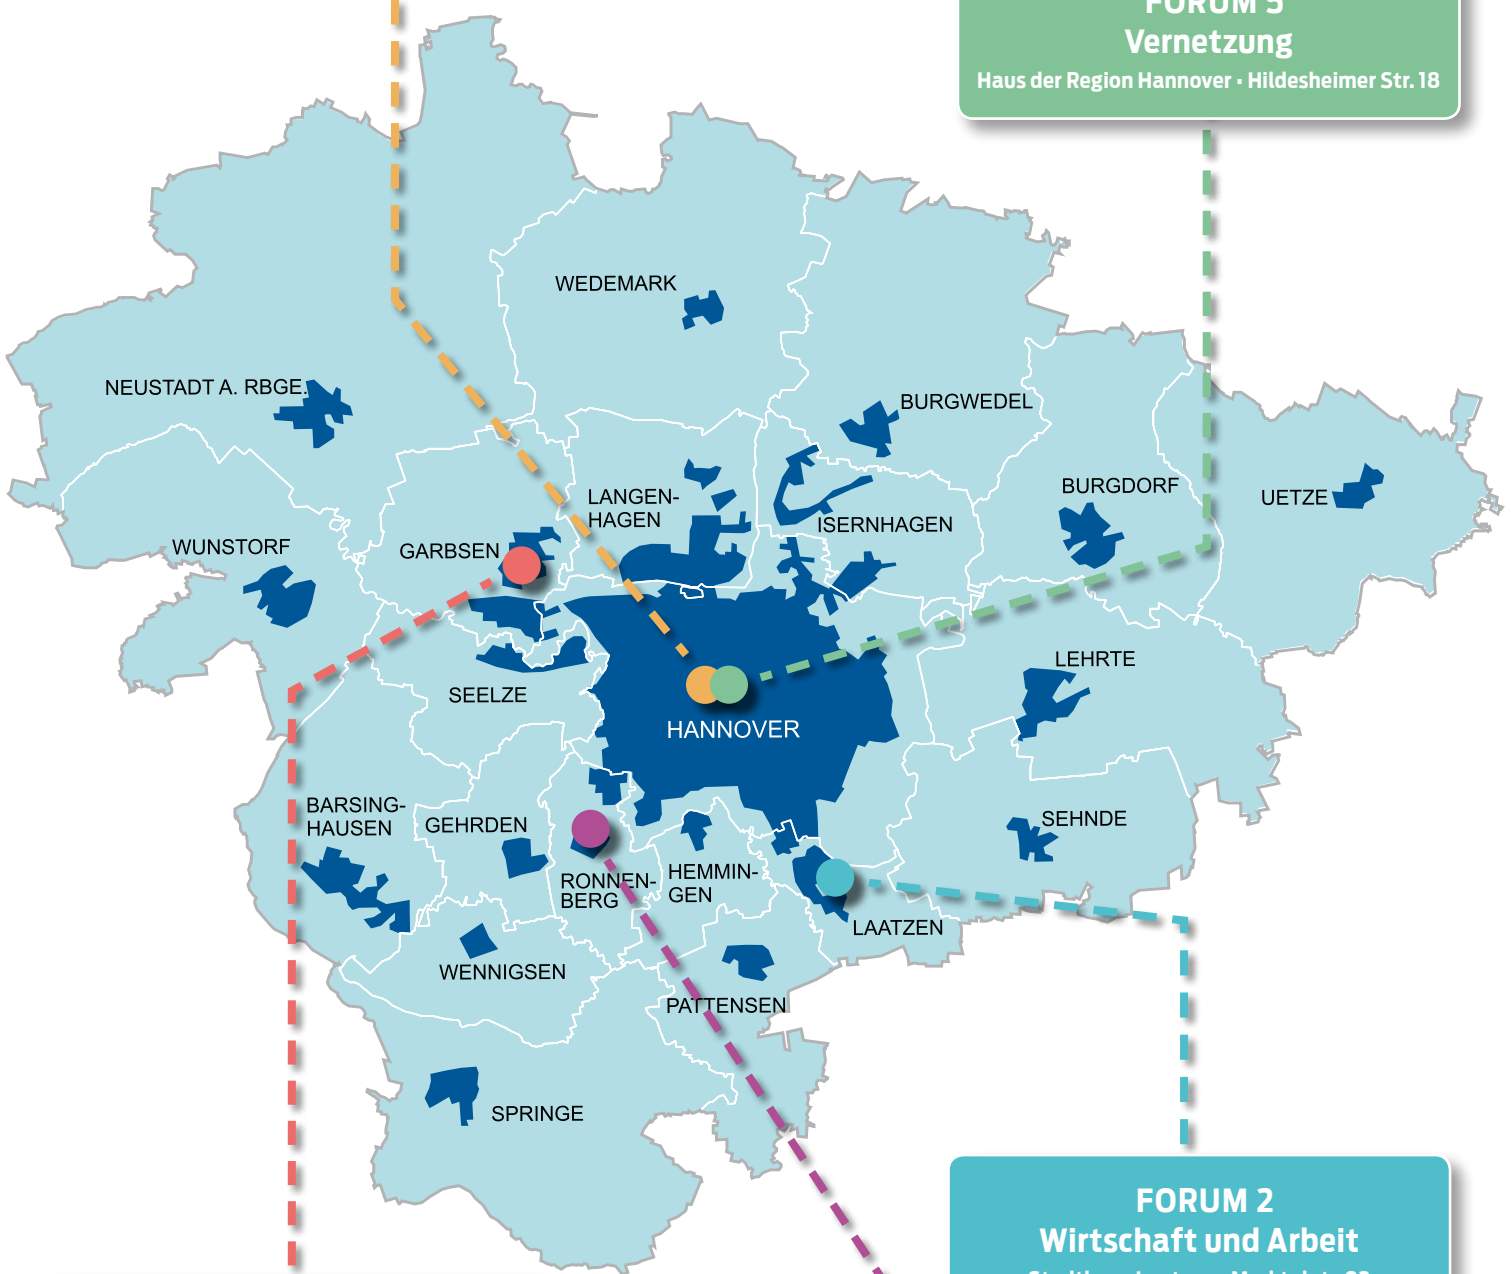 FORUM 5
Vernetzung
Haus der Region Hannover · Hildesheimer Str. 18
WEDEMARK
NEUSTADT A. RBGE.
BURGWEDEL
BURGDORF
UETZE
LANGEN-
HAGEN
ISERNHAGEN
WUNSTORF
GARBSEN
LEHRTE
SEELZE
HANNOVER
BARSING-
HAUSEN
GEHRDEN
SEHNDE
RONNEN-
BERG
HEMMIN-
GEN
LAATZEN
WENNIGSEN
PATTENSEN
SPRINGE
FORUM 2
Wirtschaft und Arbeit